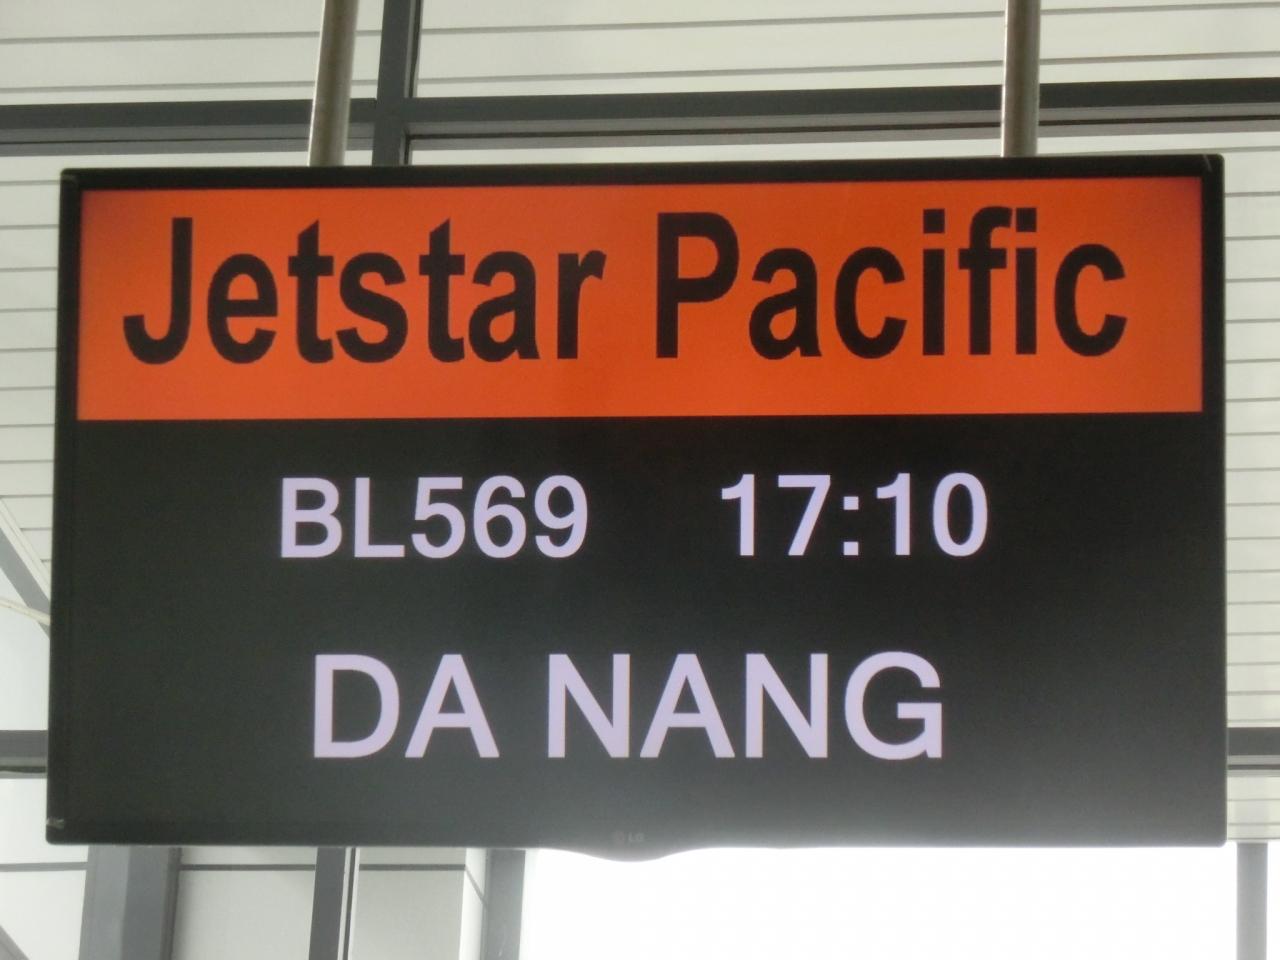 Jetstar Pacific
BL569 17:10
DA NANG
LG